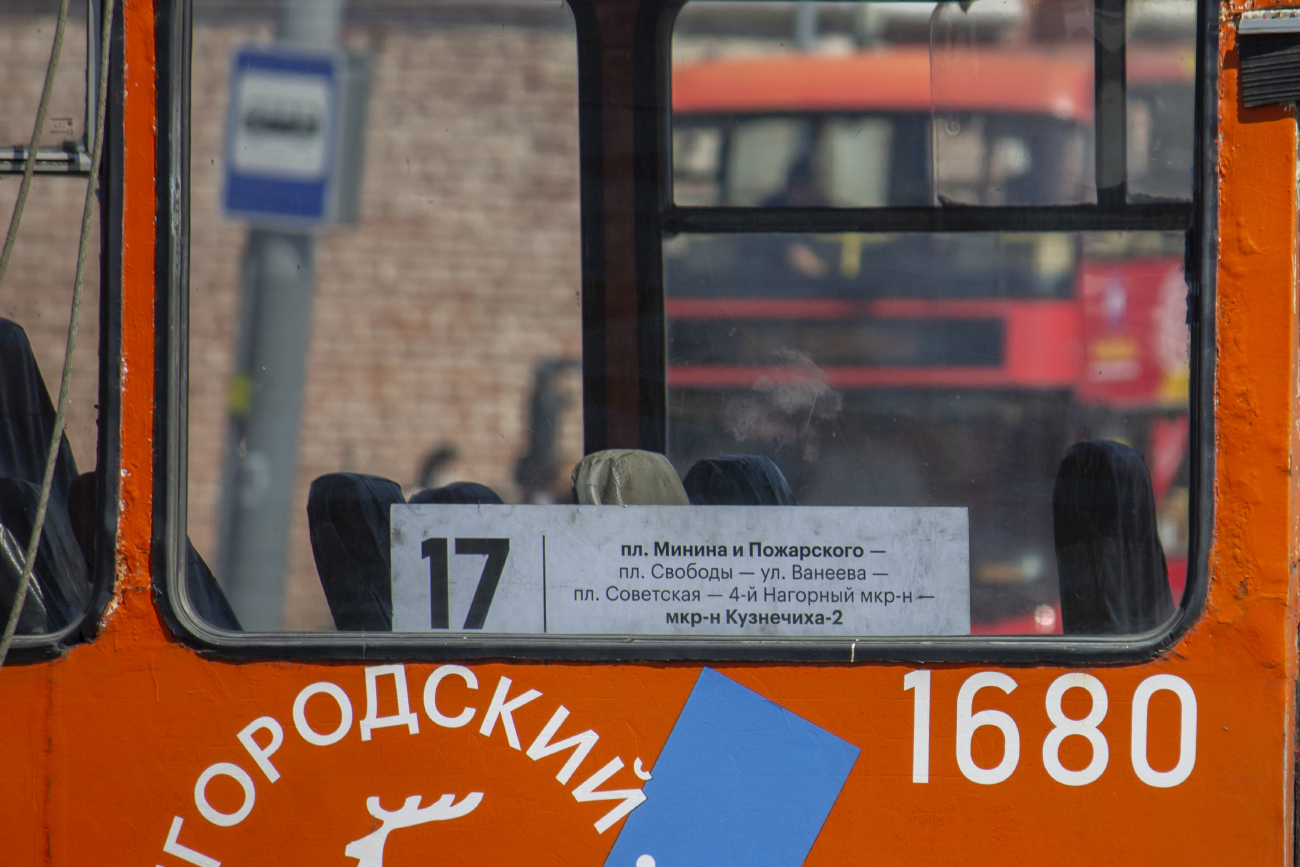 17
пл. Минина и Пожарского —
пл. Свободы — ул. Ванеева —
пл. Советская — 4-й Нагорный мкр-н —
мкр-н Кузнечиха-2
ГОРОДСКИЙ
1680